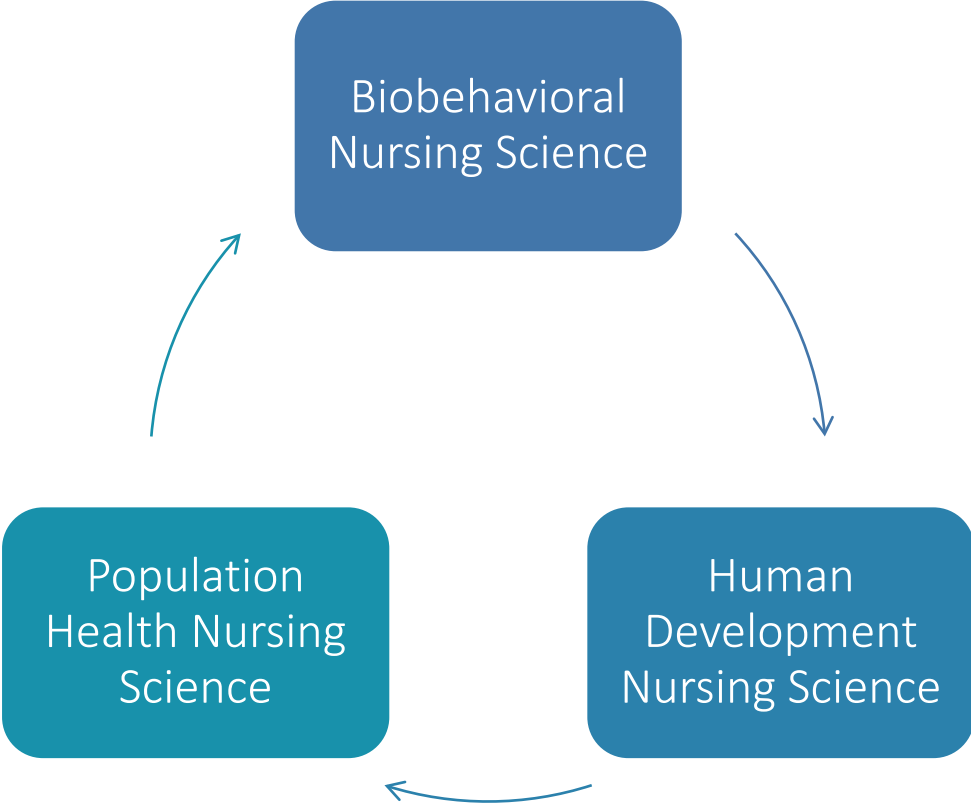 Biobehavioral
Nursing Science
Population
Health Nursing
Science
Human
Development
Nursing Science